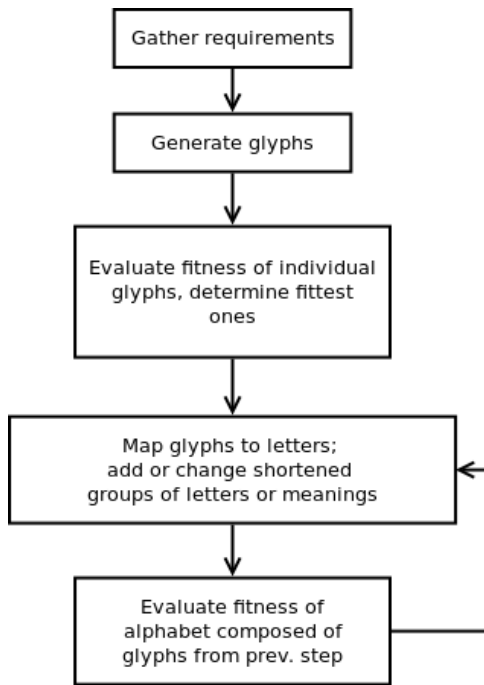 Gather requirements
Generate glyphs
Evaluate fitness of individual
glyphs, determine fittest
ones
Map glyphs to letters;
add or change shortened
groups of letters or meanings
Evaluate fitness of
alphabet composed of
glyphs from prev. step